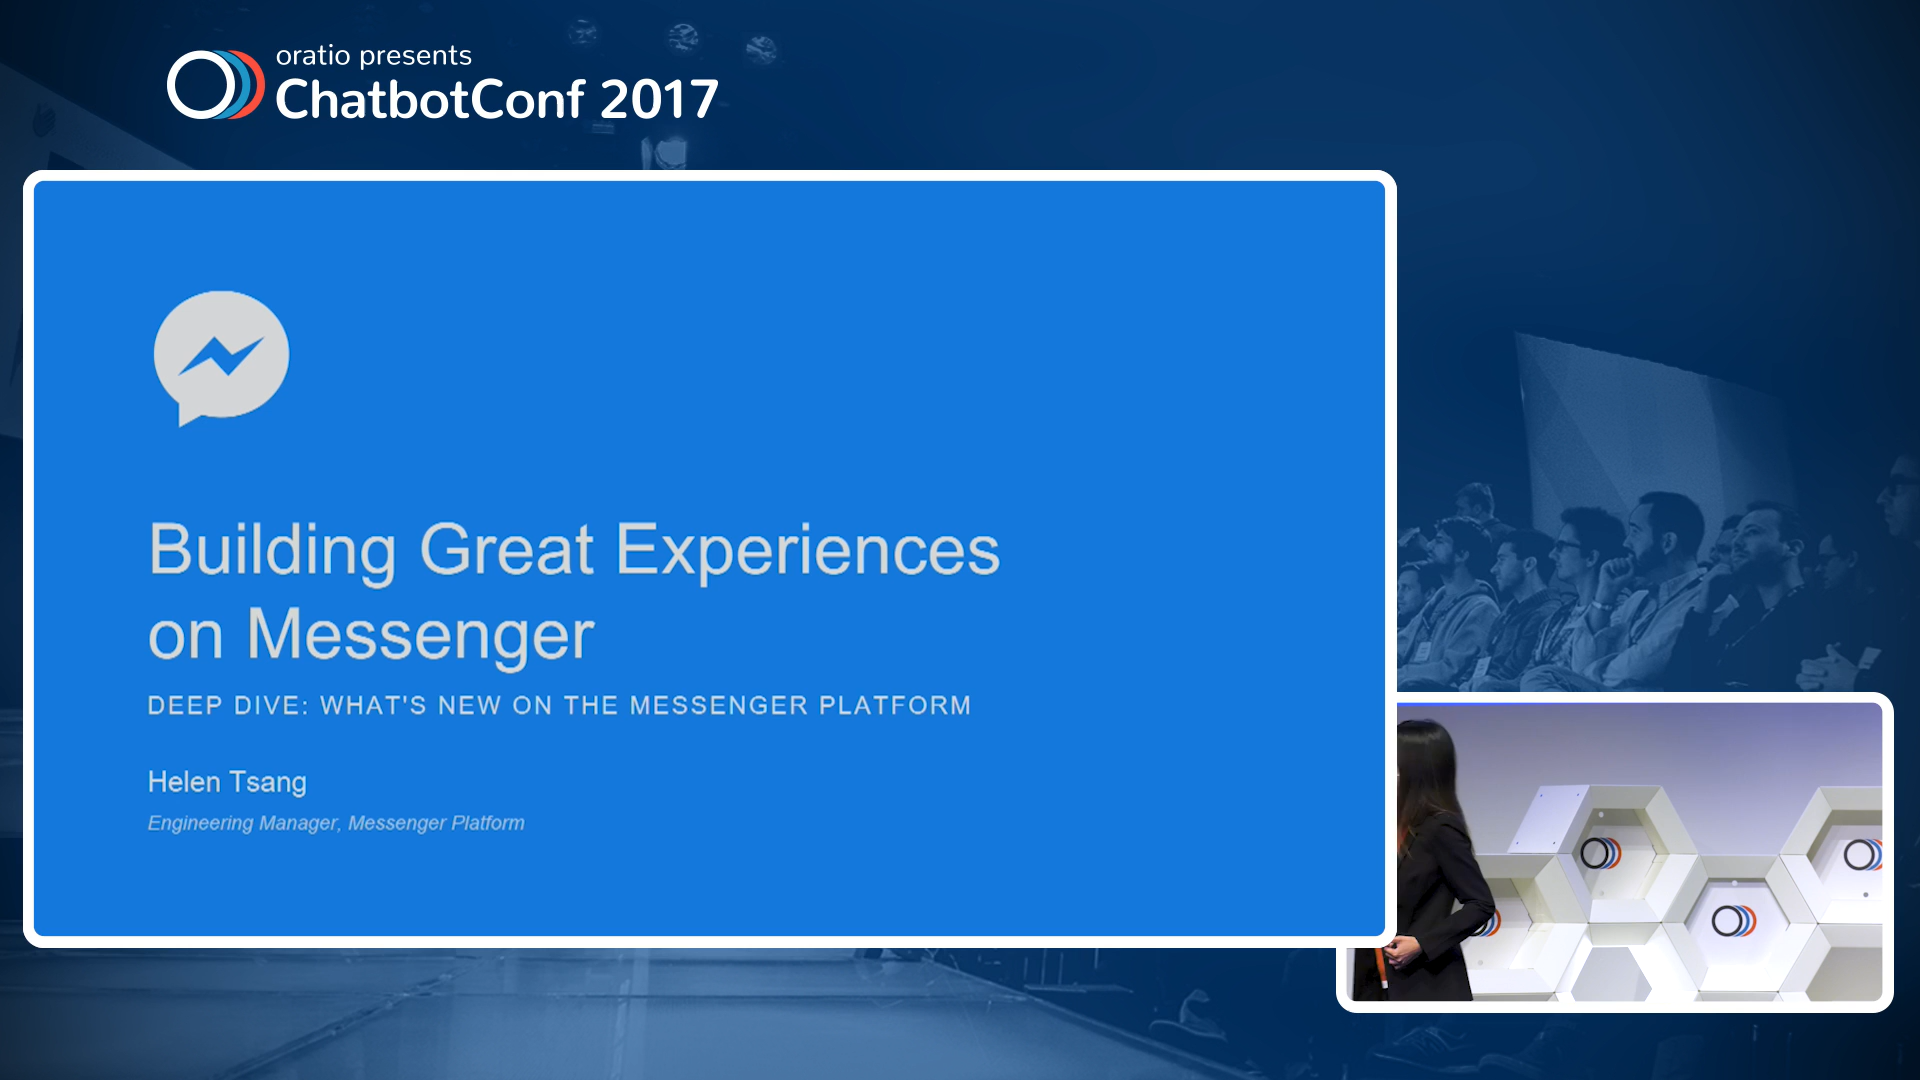 oratio presents
ChatbotConf 2017
Building Great Experiences
on Messenger
DEEP DIVE: WHAT'S NEW ON THE MESSENGER PLATFORM
Helen Tsang
Engineering Manager, Messenger Platform